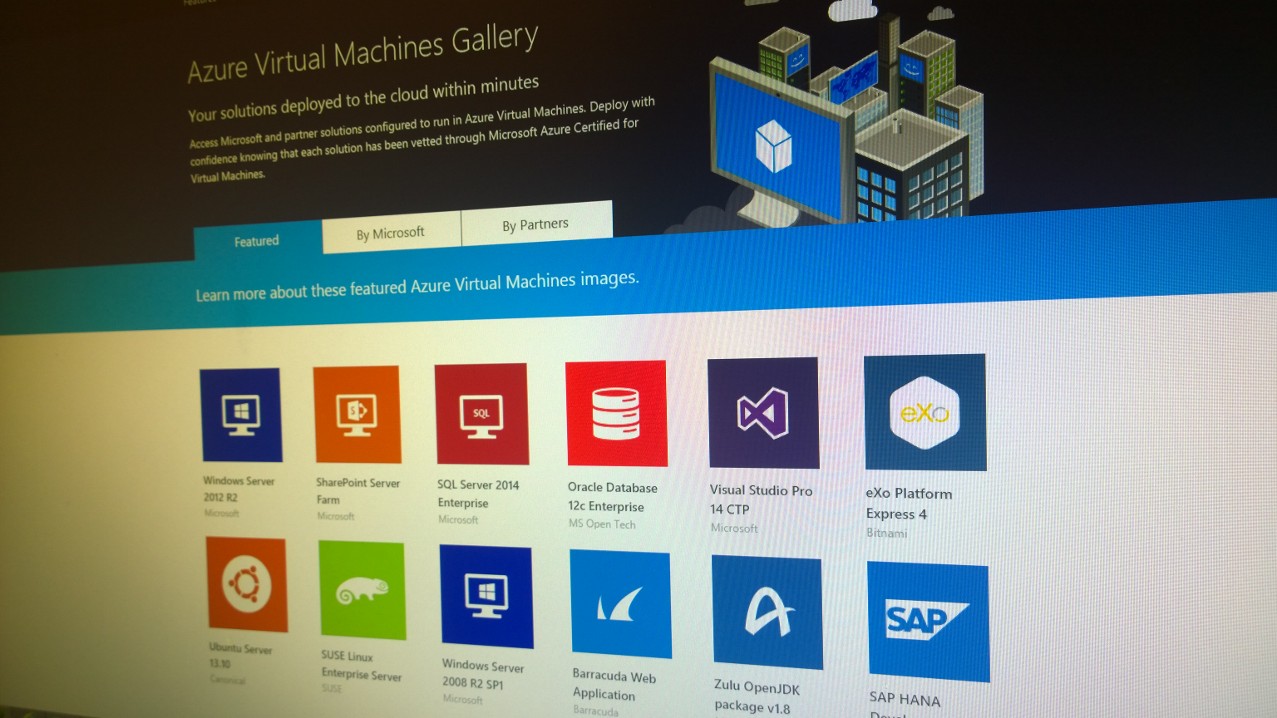 Azure Virtual Machines Gallery
Your solutions deployed to the cloud within minutes
Access Microsoft and partner solutions configured to run in Azure Virtual Machines. Deploy with
confidence knowing that each solution has been vetted through Microsoft Azure Certified for
Virtual Machines.
Featured
By Microsoft
By Partners
Learn more about these featured Azure Virtual Machines images.
S
SQL
eXo
Windows Server
2012 R2
Microsoft
SharePoint Server
Farm
Microsoft
SQL Server 2014
Enterprise
Microsoft
Oracle Database
12c Enterprise
MS Open Tech
Visual Studio Pro
14 CTP
Microsoft
eXo Platform
Express 4
Bitnami
SAP
Ubuntu Server
13.10
Canonical
SUSE Linux
Enterprise Server
SUSE
Windows Server
2008 R2 SP1
Microsoft
Barracuda Web
Application
Barracuda
Zulu OpenJDK
package v1.8
SAP HANA